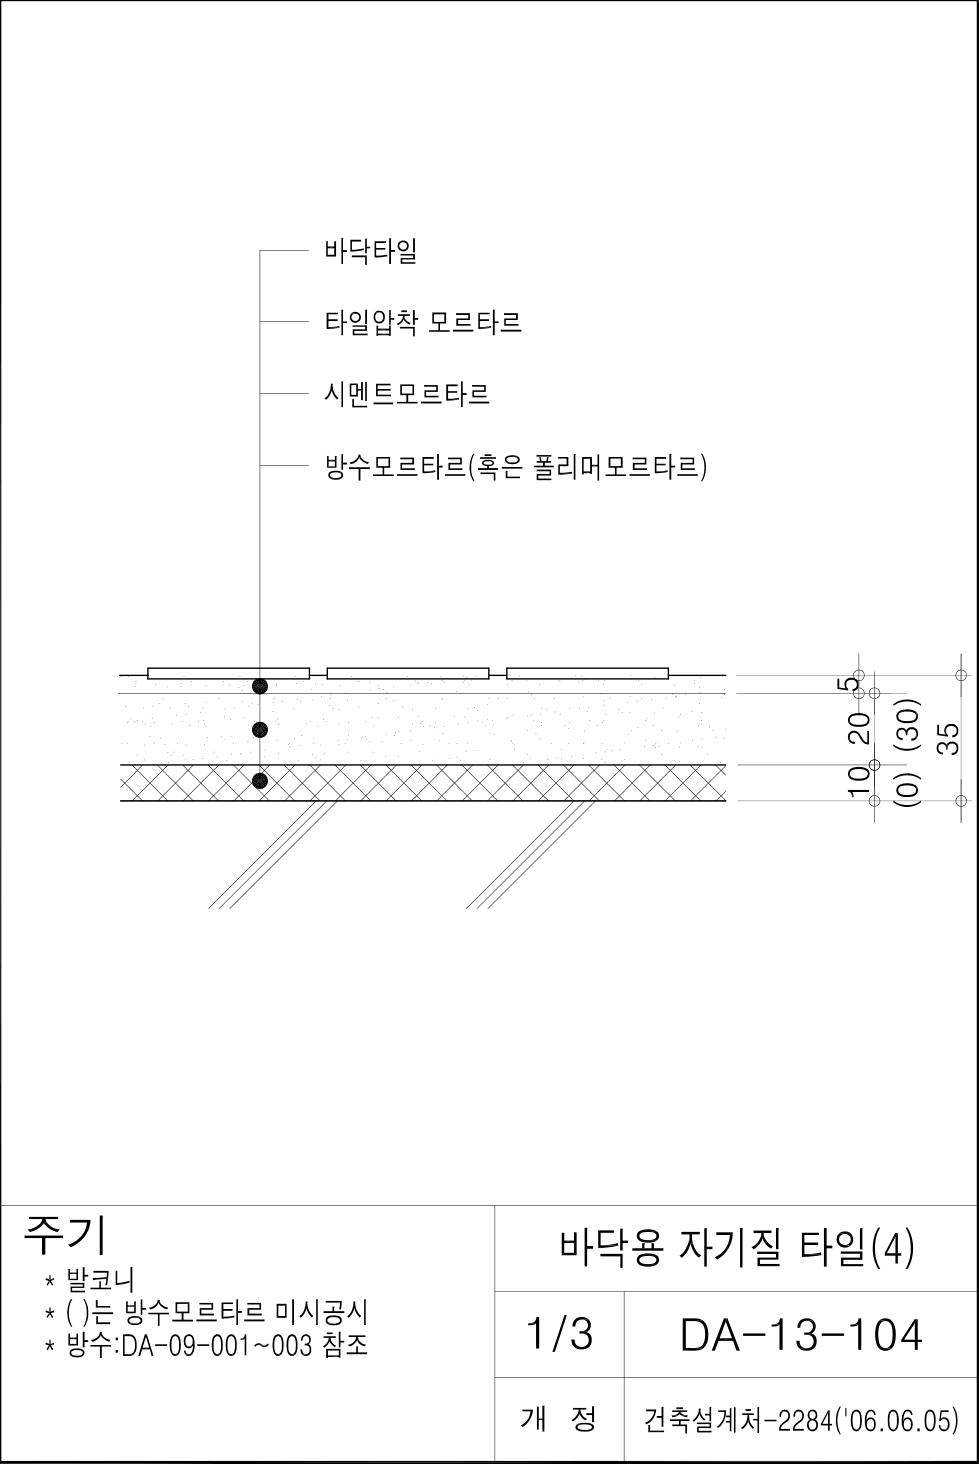 바닥타일
타일압착 모르타르
시멘트모르타르
방수모르타르(혹은 폴리머모르타르)
5
20
(30)
35
10
(0)
주기
* 발코니
* ( )는 방수모르타르 미시공시
* 방수:DA-09-001~003 참조
바닥용 자기질 타일(4)
1/3
DA-13-104
개 정
건축설계처-2284('06.06.05)